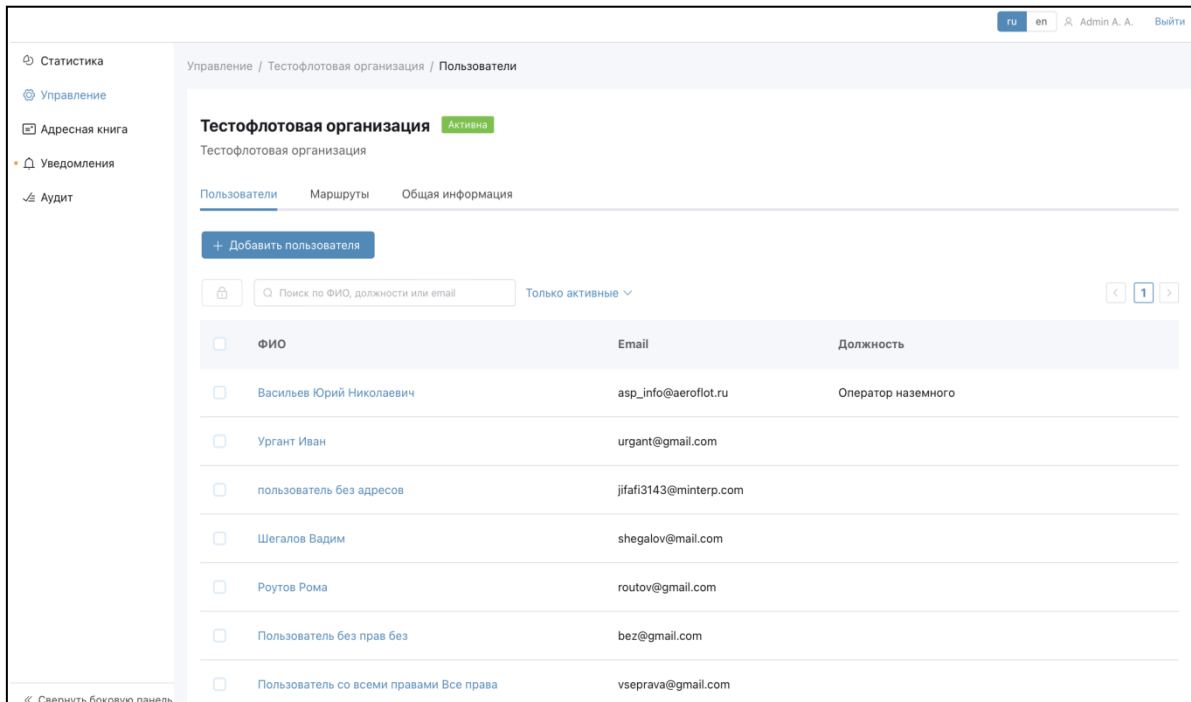 ru en Admin A. A. Выйти
Статистика
Управление / Тестофлотовая организация / Пользователи
Управление
Адресная книга
Тестофлотовая организация Активна
Тестофлотовая организация
Уведомления
Аудит
Пользователи Маршруты Общая информация
+ Добавить пользователя
Поиск по ФИО, должности или email Только активные < 1 >
ФИО Email Должность
Васильев Юрий Николаевич asp_info@aeroflot.ru Оператор наземного
Ургант Иван urgant@gmail.com
пользователь без адресов jifafi3143@minterp.com
Шегалов Вадим shegalov@mail.com
Роутов Рома routov@gmail.com
Пользователь без прав без bez@gmail.com
Пользователь со всеми правами Все права vseprava@gmail.com
« Свернуть боковую панель